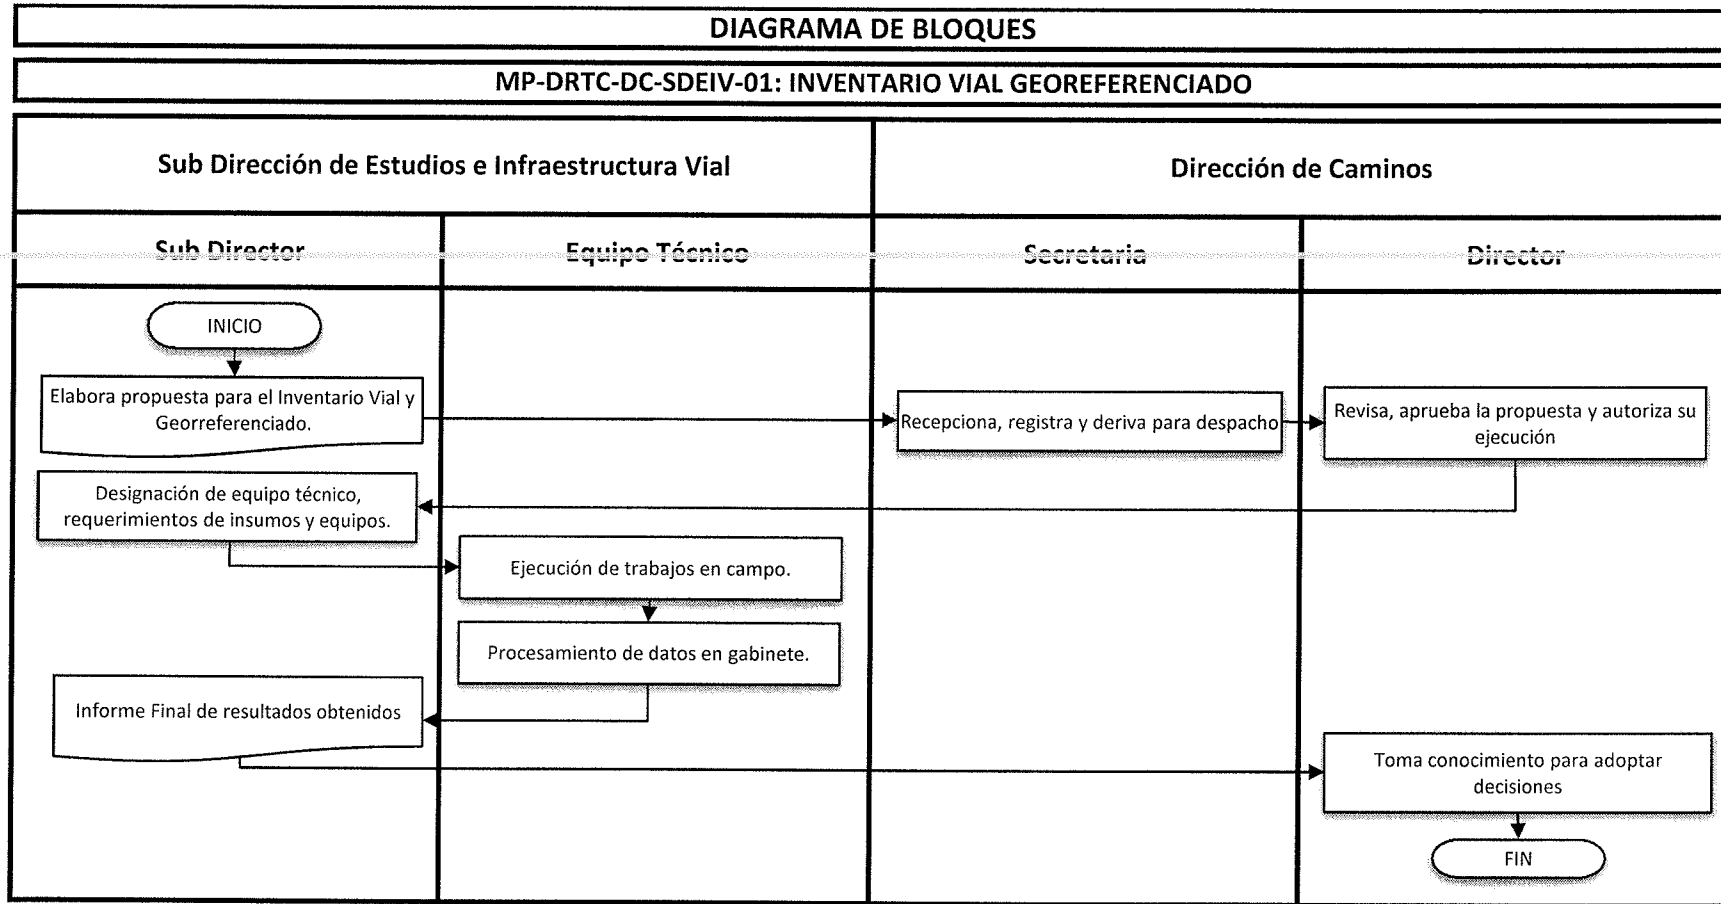 DIAGRAMA DE BLOQUES
MP-DRTC-DC-SDEIV-01: INVENTARIO VIAL GEOREFERENCIADO
Sub Dirección de Estudios e Infraestructura Vial
Dirección de Caminos
Sub Director
Equipo Técnico
Secretaria
Director
INICIO
Elabora propuesta para el Inventario Vial y
Georreferenciado.
Recepciona, registra y deriva para despacho
Revisa, aprueba la propuesta y autoriza su
ejecución
Designación de equipo técnico,
requerimientos de insumos y equipos.
Ejecución de trabajos en campo.
Procesamiento de datos en gabinete.
Informe Final de resultados obtenidos
Toma conocimiento para adoptar
decisiones
FIN